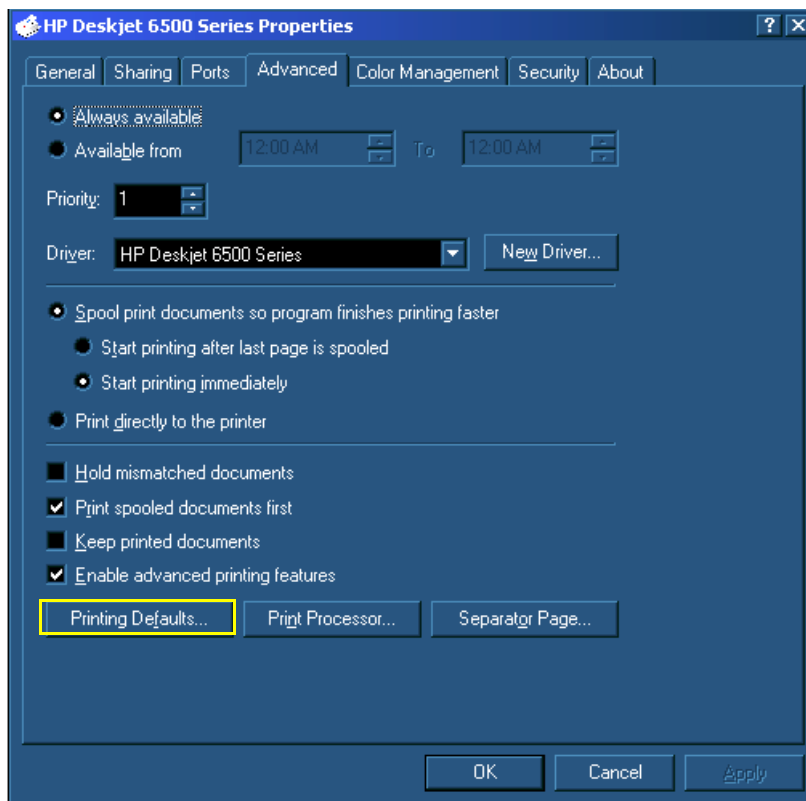 HP Deskjet 6500 Series Properties ? X
General Sharing Ports Advanced Color Management Security About
Always available
Available from 12:00 AM To 12:00 AM
Priority: 1
Driver: HP Deskjet 6500 Series New Driver...
Spool print documents so program finishes printing faster
Start printing after last page is spooled
Start printing immediately
Print directly to the printer
Hold mismatched documents
Print spooled documents first
Keep printed documents
Enable advanced printing features
Printing Defaults... Print Processor... Separator Page...
OK Cancel Apply